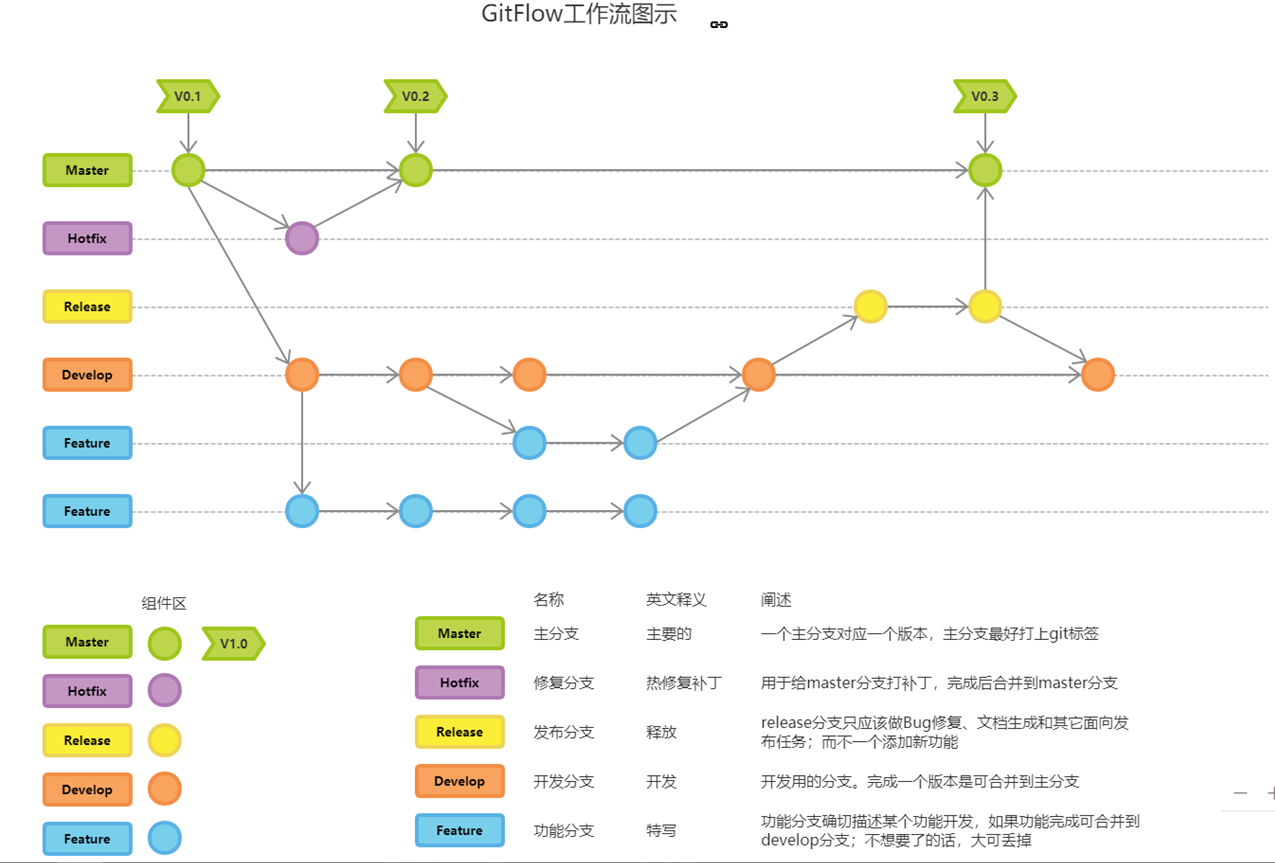 GitFlow工作流图示
V0.1
V0.2
V0.3
Master
Hotfix
Release
Develop
Feature
Feature
组件区
Master
V1.0
Hotfix
Release
Develop
Feature
名称 英文释义 阐述
Master 主分支 主要的 一个主分支对应一个版本，主分支最好打上git标签
Hotfix 修复分支 热修复补丁 用于给master分支打补丁，完成后合并到master分支
Release 发布分支 释放 release分支只应该做Bug修复、文档生成和其它面向发
布任务；而不一个添加新功能
Develop 开发分支 开发 开发用的分支。完成一个版本是可合并到主分支
Feature 功能分支 特写 功能分支确切描述某个功能开发，如果功能完成可合并到
develop分支；不想要了的话，大可丢掉